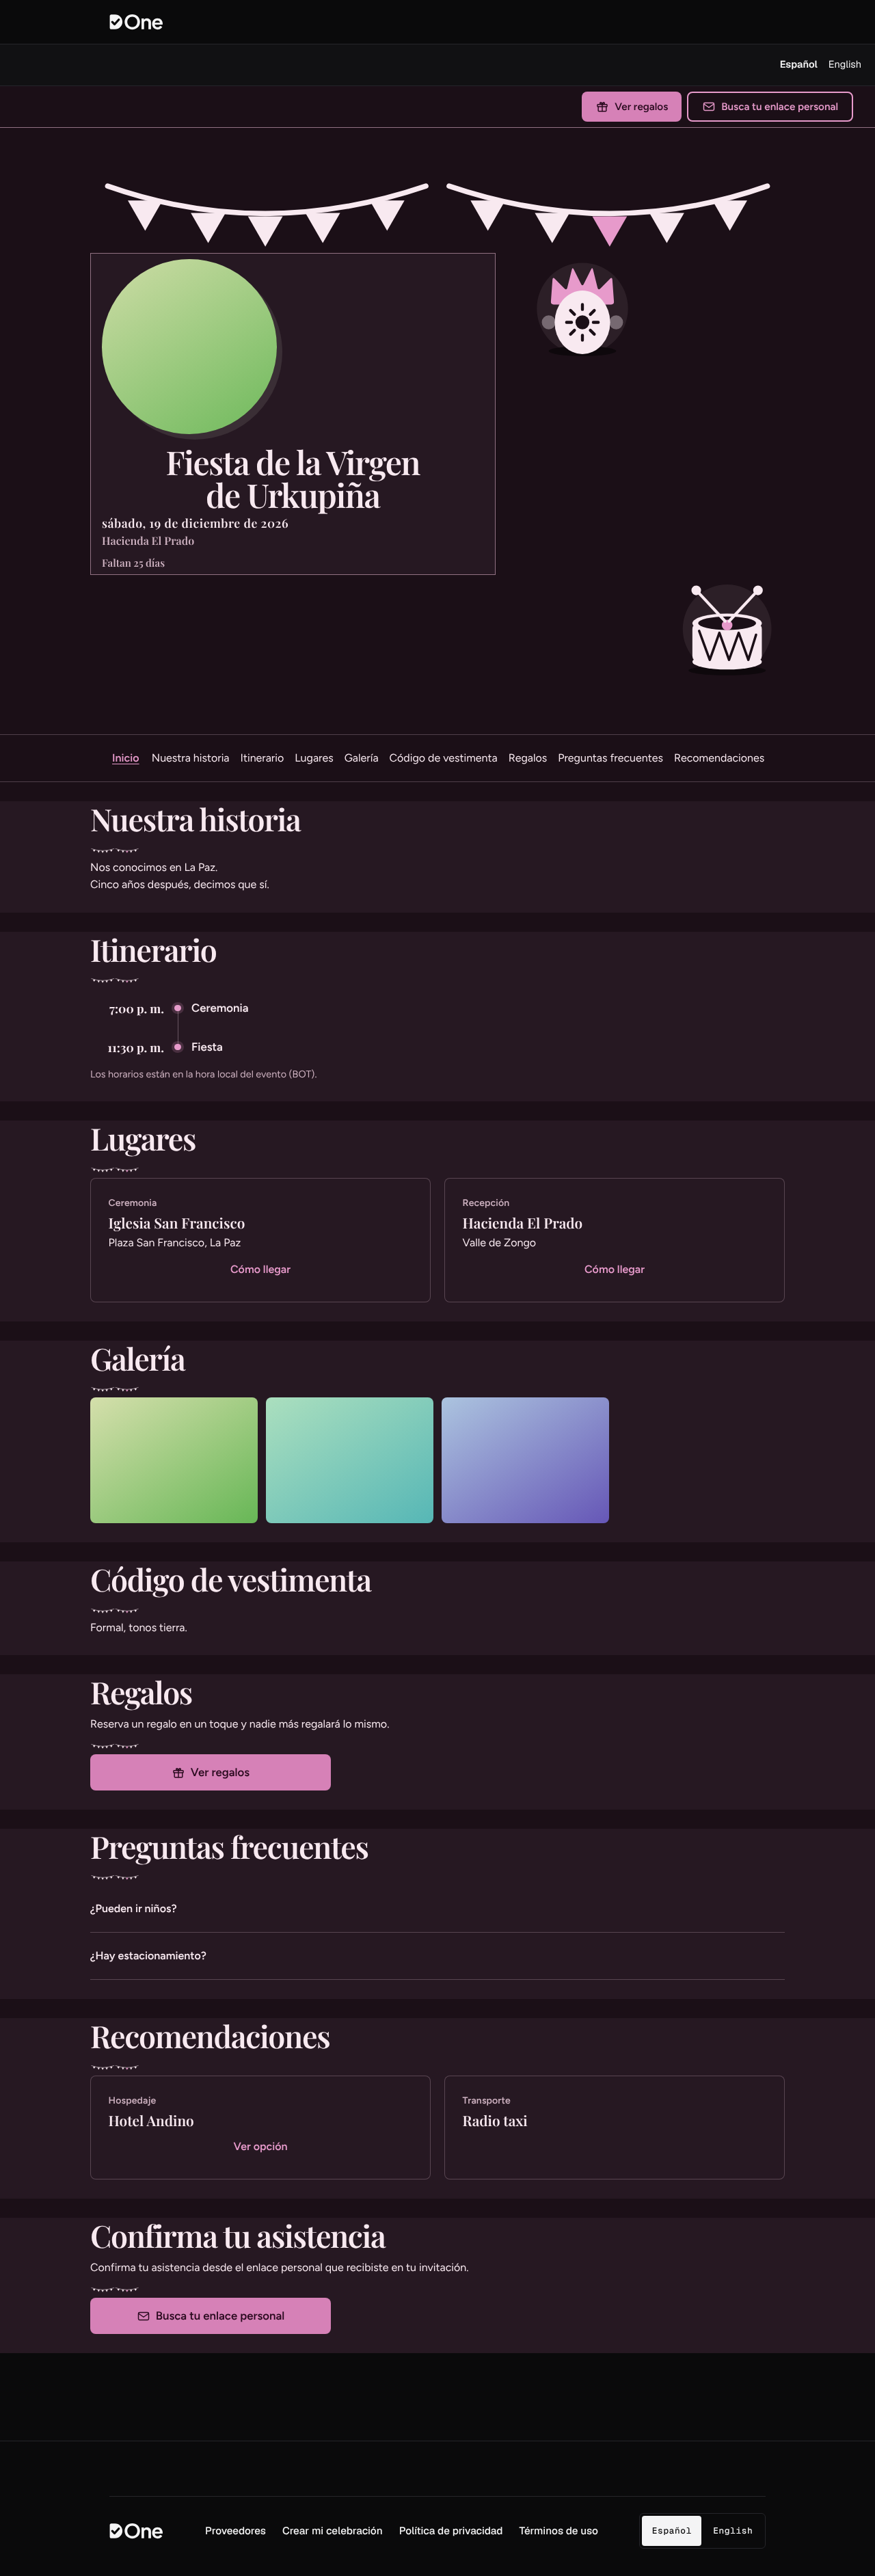 One
Español English
Ver regalos Busca tu enlace personal
Fiesta de la Virgen
de Urkupiña
sábado, 19 de diciembre de 2026
Hacienda El Prado
Faltan 25 días
Inicio Nuestra historia Itinerario Lugares Galería Código de vestimenta Regalos Preguntas frecuentes Recomendaciones
Nuestra historia
Nos conocimos en La Paz.
Cinco años después, decimos que sí.
Itinerario
7:00 p. m. Ceremonia
11:30 p. m. Fiesta
Los horarios están en la hora local del evento (BOT).
Lugares
Ceremonia
Iglesia San Francisco
Plaza San Francisco, La Paz
Cómo llegar
Recepción
Hacienda El Prado
Valle de Zongo
Cómo llegar
Galería
Código de vestimenta
Formal, tonos tierra.
Regalos
Reserva un regalo en un toque y nadie más regalará lo mismo.
Ver regalos
Preguntas frecuentes
¿Pueden ir niños?
¿Hay estacionamiento?
Recomendaciones
Hospedaje
Hotel Andino
Ver opción
Transporte
Radio taxi
Confirma tu asistencia
Confirma tu asistencia desde el enlace personal que recibiste en tu invitación.
Busca tu enlace personal
One
Proveedores Crear mi celebración Política de privacidad Términos de uso
Español English